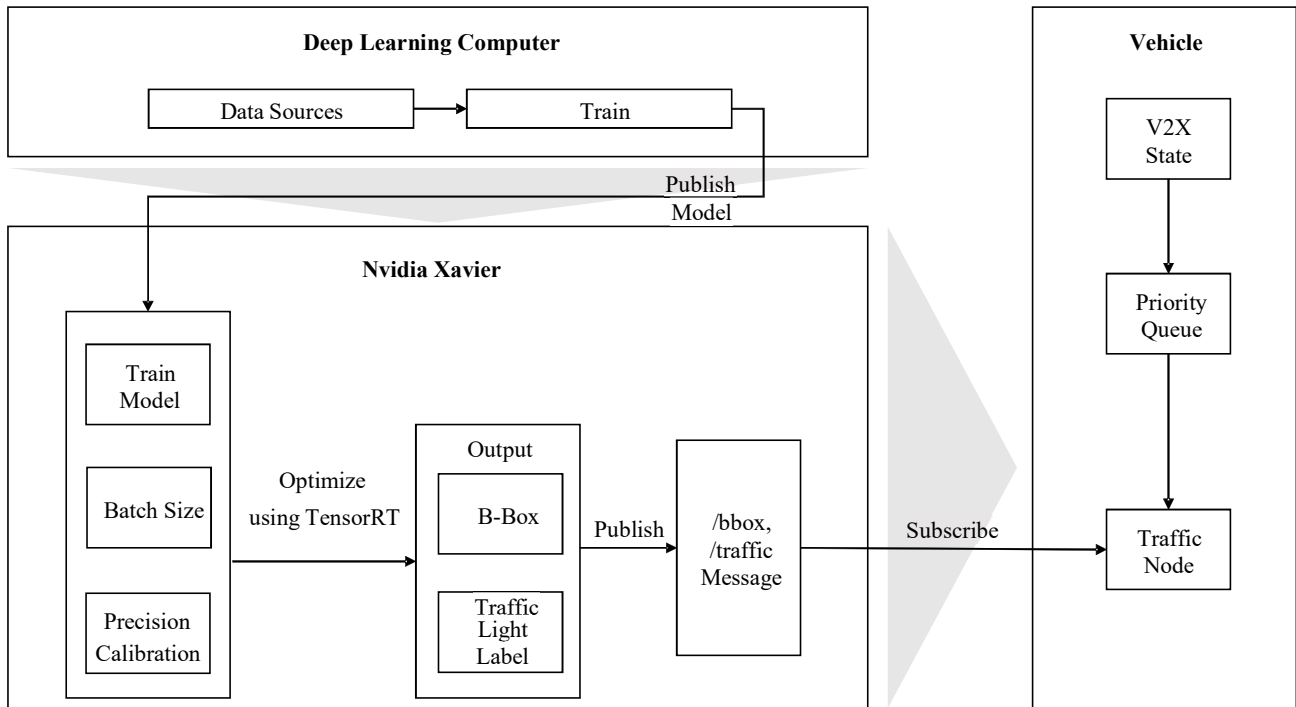 Deep Learning Computer
Data Sources
Train
Publish
Model
Nvidia Xavier
Train
Model
Batch Size
Precision
Calibration
Optimize
using TensorRT
Output
B-Box
Traffic
Light
Label
Publish
/bbox,
/traffic
Message
Subscribe
Vehicle
V2X
State
Priority
Queue
Traffic
Node